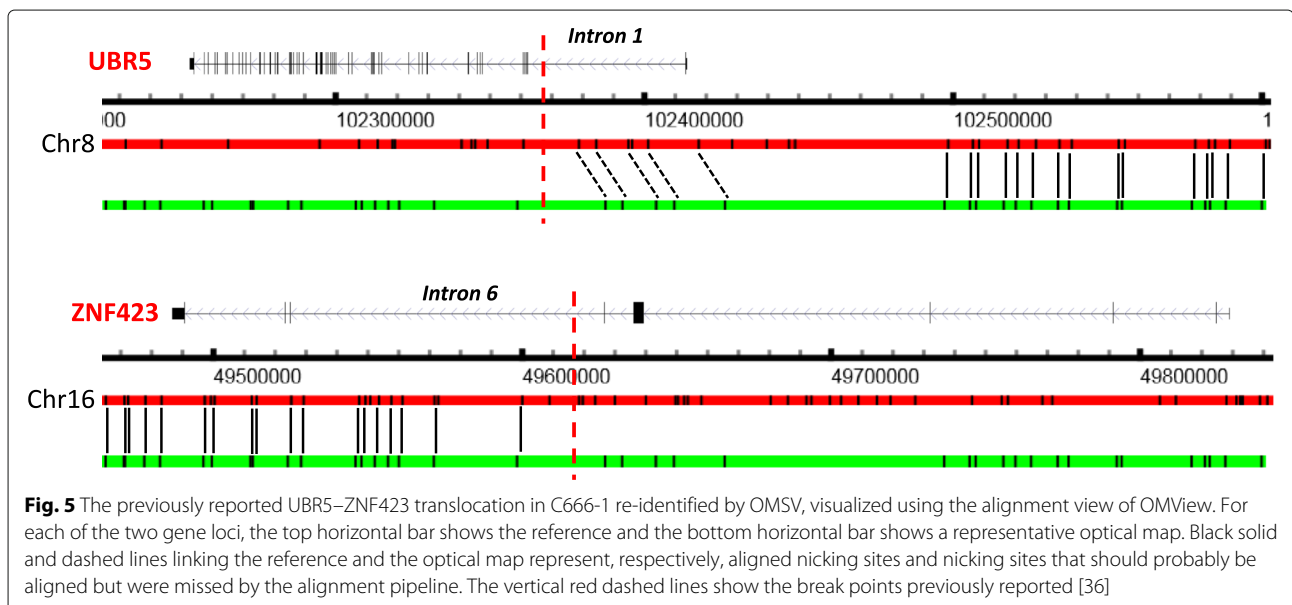 Intron 1
UBR5
00 102300000 102400000 102500000 1
Chr8
Intron 6
ZNF423
49500000 49600000 49700000 49800000
Chr16
Fig. 5 The previously reported UBR5–ZNF423 translocation in C666-1 re-identified by OMSV, visualized using the alignment view of OMView. For
each of the two gene loci, the top horizontal bar shows the reference and the bottom horizontal bar shows a representative optical map. Black solid
and dashed lines linking the reference and the optical map represent, respectively, aligned nicking sites and nicking sites that should probably be
aligned but were missed by the alignment pipeline. The vertical red dashed lines show the break points previously reported [36]